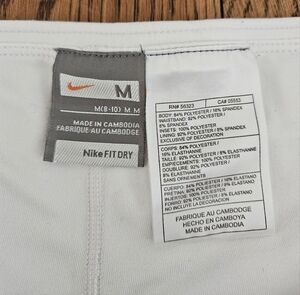 M
M(8-10) M M
MADE IN CAMBODIA
FABRIQUE AU CAMBODGE
Nike FIT DRY
RN# 56323 CA# 05553
BODY: 84% POLYESTER / 16% SPANDEX
WAISTBAND: 92% POLYESTER /
8% SPANDEX
INSETS: 100% POLYESTER
LINING: 92% POLYESTER / 8% SPANDEX
EXCLUSIVE OF DECORATION
CORPS: 84% POLYESTER /
16% ELASTHANNE
TAILLE: 92% POLYESTER / 8% ELASTHANNE
EMPIECEMENTS: 100% POLYESTER
DOUBLURE: 92% POLYESTER /
8% ELASTHANNE
SANS ORNEMENTS
CUERPO: 84% POLIESTER / 16% ELASTANO
PRETINA: 92% POLIESTER / 8% ELASTANO
100% POLIESTER
FORRO: 92% POLIESTER / 8% ELASTANO
NO INCLUYE LA DECORACION
FABRIQUE AU CAMBODGE
HECHO EN CAMBOYA
MADE IN CAMBODIA